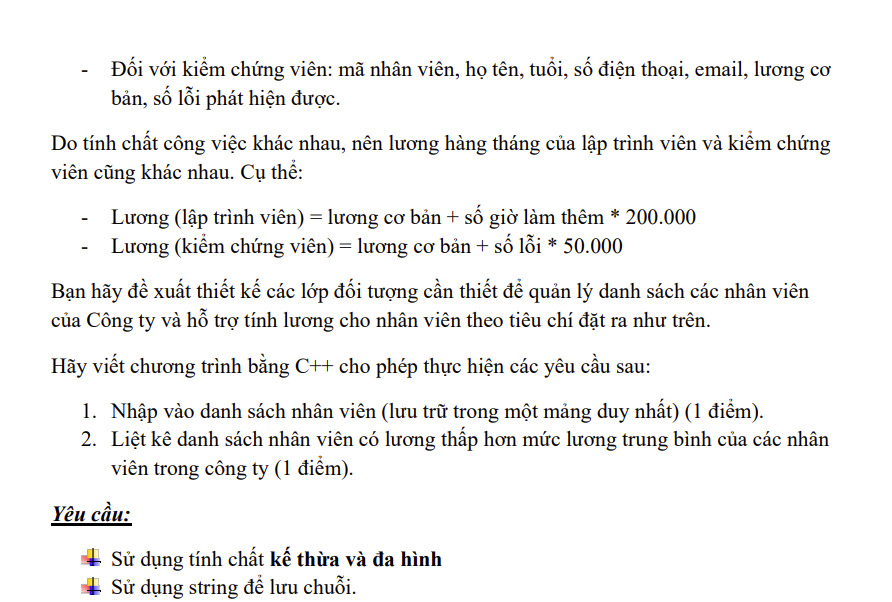 - Đối với kiểm chứng viên: mã nhân viên, họ tên, tuổi, số điện thoại, email, lương cơ
bản, số lỗi phát hiện được.
Do tính chất công việc khác nhau, nên lương hàng tháng của lập trình viên và kiểm chứng
viên cũng khác nhau. Cụ thể:
- Lương (lập trình viên) = lương cơ bản + số giờ làm thêm * 200.000
- Lương (kiểm chứng viên) = lương cơ bản + số lỗi * 50.000
Bạn hãy đề xuất thiết kế các lớp đối tượng cần thiết để quản lý danh sách các nhân viên
của Công ty và hỗ trợ tính lương cho nhân viên theo tiêu chí đặt ra như trên.
Hãy viết chương trình bằng C++ cho phép thực hiện các yêu cầu sau:
1. Nhập vào danh sách nhân viên (lưu trữ trong một mảng duy nhất) (1 điểm).
2. Liệt kê danh sách nhân viên có lương thấp hơn mức lương trung bình của các nhân
viên trong công ty (1 điểm).
Yêu cầu:
Sử dụng tính chất kế thừa và đa hình
Sử dụng string để lưu chuỗi.